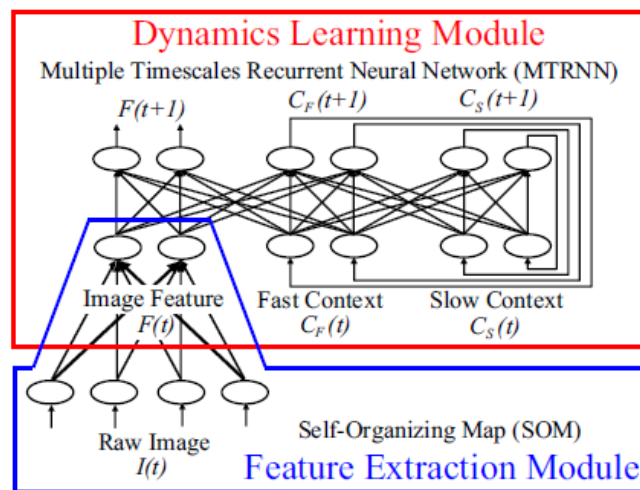 Dynamics Learning Module
Multiple Timescales Recurrent Neural Network (MTRNN)
F(t+1) C_F(t+1) C_S(t+1)
Image Feature Fast Context Slow Context
F(t) C_F(t) C_S(t)
Raw Image
I(t)
Self-Organizing Map (SOM)
Feature Extraction Module